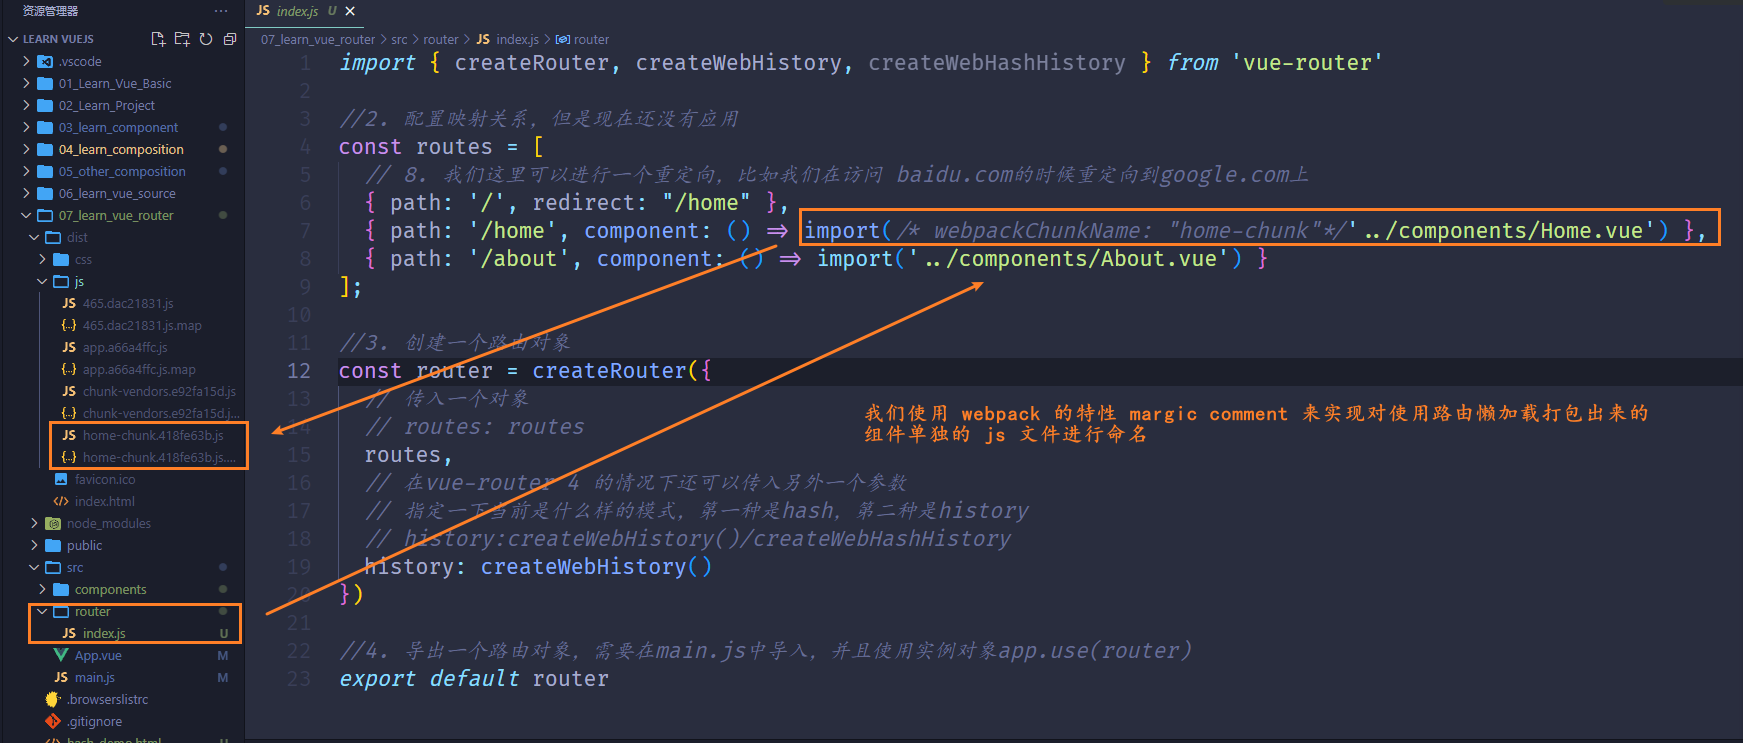 资源管理器
···
LEARN VUEJS
.vscode
01_Learn_Vue_Basic
02_Learn_Project
03_learn_component
04_learn_composition
05_other_composition
06_learn_vue_source
07_learn_vue_router
dist
css
js
JS 465.dac21831.js
{..} 465.dac21831.js.map
JS app.a66a4ffc.js
{..} app.a66a4ffc.js.map
JS chunk-vendors.e92fa15d.js
{..} chunk-vendors.e92fa15d.j...
JS home-chunk.418fe63b.js
{..} home-chunk.418fe63b.js....
favicon.ico
index.html
node_modules
public
src
components
router
JS index.js U
App.vue M
JS main.js M
.browserslistrc
.gitignore
hash_demo.html U
JS index.js U ×
07_learn_vue_router > src > router > JS index.js > router
1 import { createRouter, createWebHistory, createWebHashHistory } from 'vue-router'
2
3 //2. 配置映射关系, 但是现在还没有应用
4 const routes = [
5 // 8. 我们这里可以进行一个重定向, 比如我们在访问 baidu.com的时候重定向到google.com上
6 { path: '/', redirect: "/home" },
7 { path: '/home', component: () => import(/* webpackChunkName: "home-chunk"*/'../components/Home.vue') },
8 { path: '/about', component: () => import('../components/About.vue') }
9 ];
10
11 //3. 创建一个路由对象
12 const router = createRouter({
13 // 传入一个对象
14 // routes: routes
15 routes,
16 // 在vue-router 4 的情况下还可以传入另外一个参数
17 // 指定一下当前是什么样的模式, 第一种是hash, 第二种是history
18 // history:createWebHistory()/createWebHashHistory
19 history: createWebHistory()
20 })
21
22 //4. 导出一个路由对象, 需要在main.js中导入, 并且使用实例对象app.use(router)
23 export default router
我们使用 webpack 的特性 margic comment 来实现对使用路由懒加载打包出来的
组件单独的 js 文件进行命名